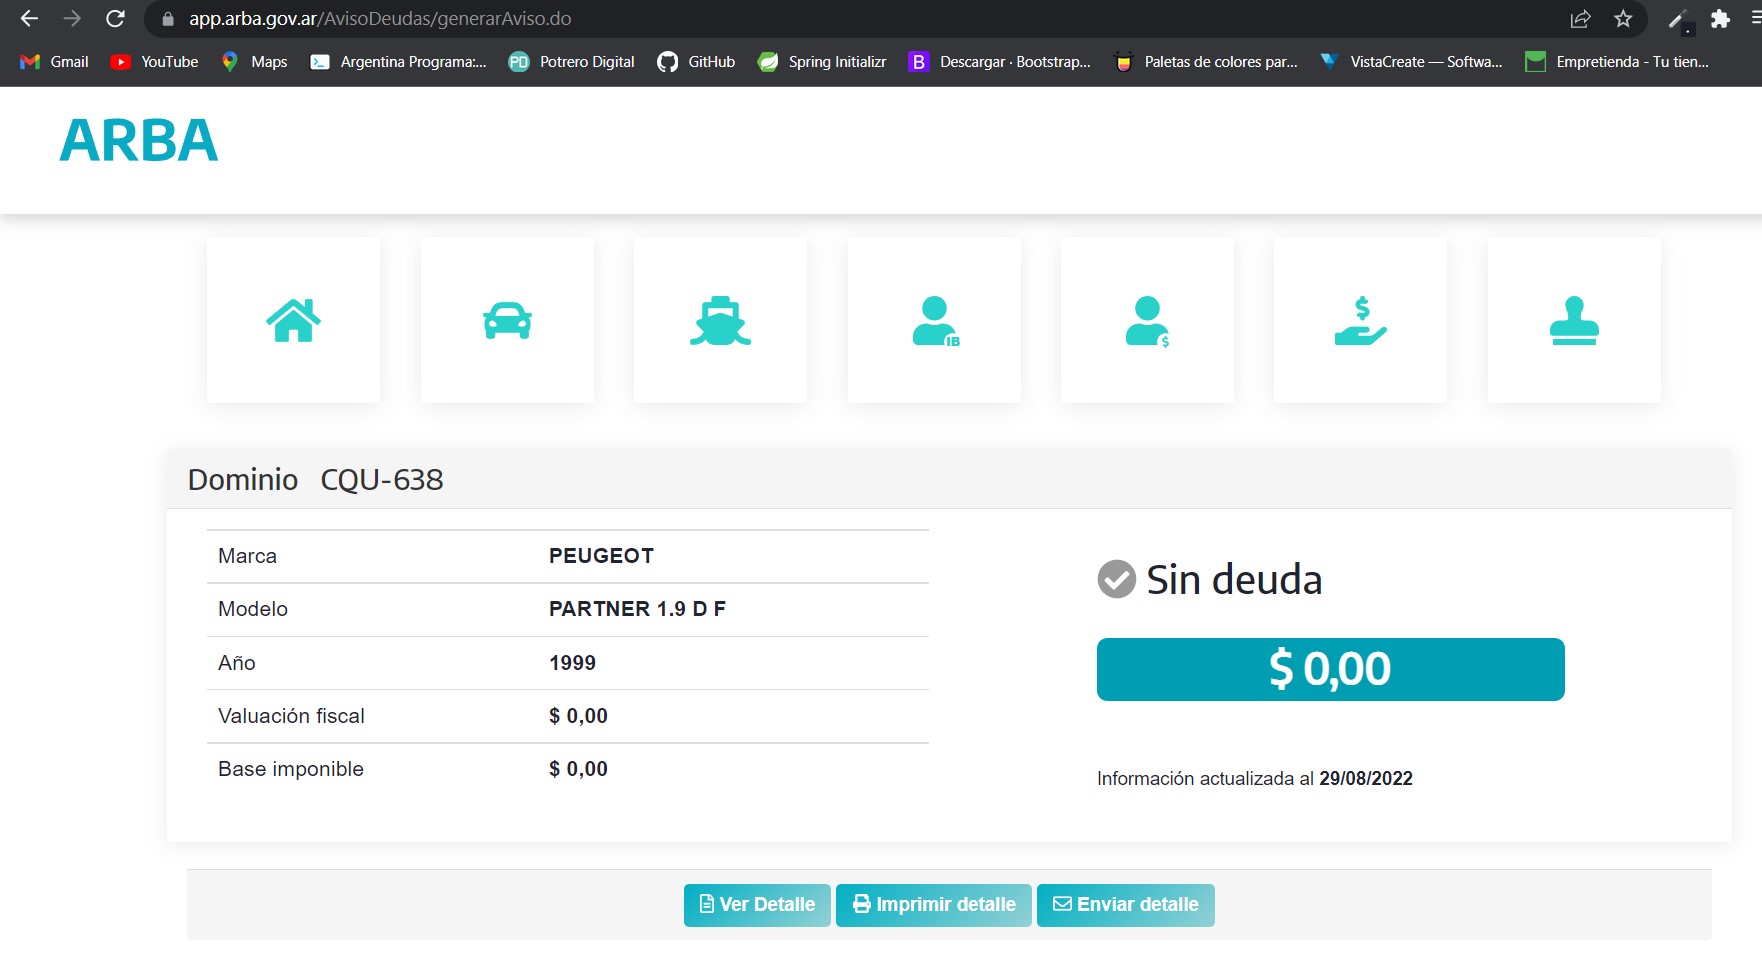 app.arba.gov.ar/AvisoDeudas/generarAviso.do
Gmail YouTube Maps Argentina Programa:... PD Potrero Digital GitHub Spring Initializr B Descargar · Bootstrap... Paletas de colores par... VistaCreate — Softwa... Empretienda - Tu tien...
ARBA
IB $ $
Dominio CQU-638
Marca PEUGEOT
Modelo PARTNER 1.9 D F
Año 1999
Valuación fiscal $ 0,00
Base imponible $ 0,00
Sin deuda
$ 0,00
Información actualizada al 29/08/2022
Ver Detalle Imprimir detalle Enviar detalle